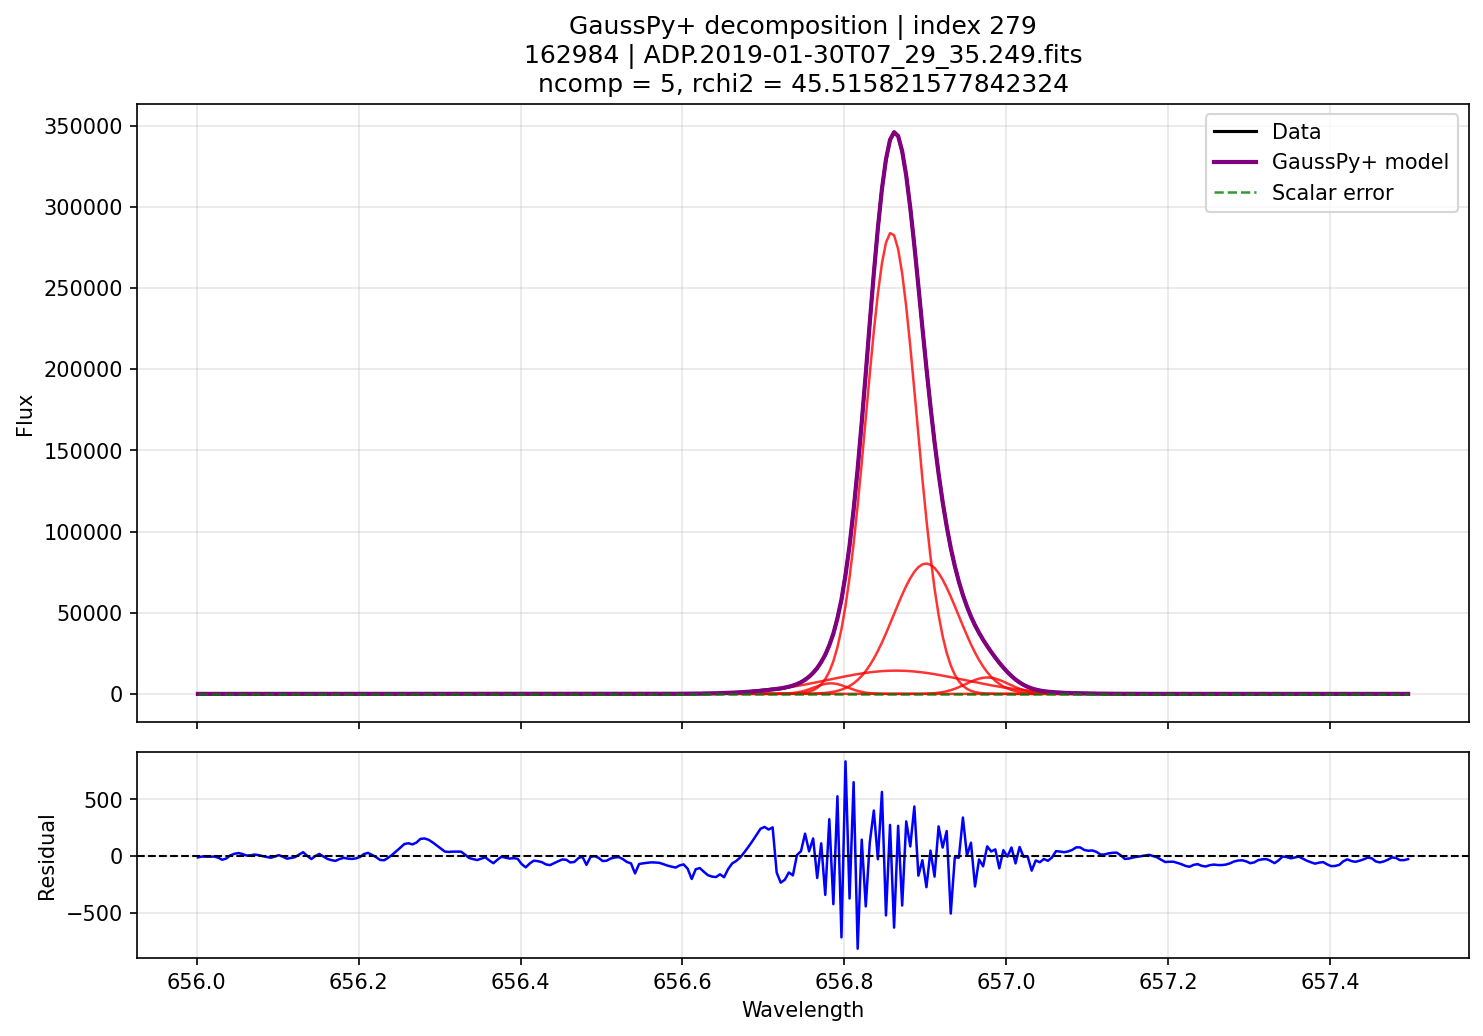 GaussPy+ decomposition | index 279
162984 | ADP.2019-01-30T07_29_35.249.fits
ncomp = 5, rchi2 = 45.515821577842324
Data
GaussPy+ model
Scalar error
Flux
350000
300000
250000
200000
150000
100000
50000
0
Residual
500
0
−500
656.0
656.2
656.4
656.6
656.8
657.0
657.2
657.4
Wavelength